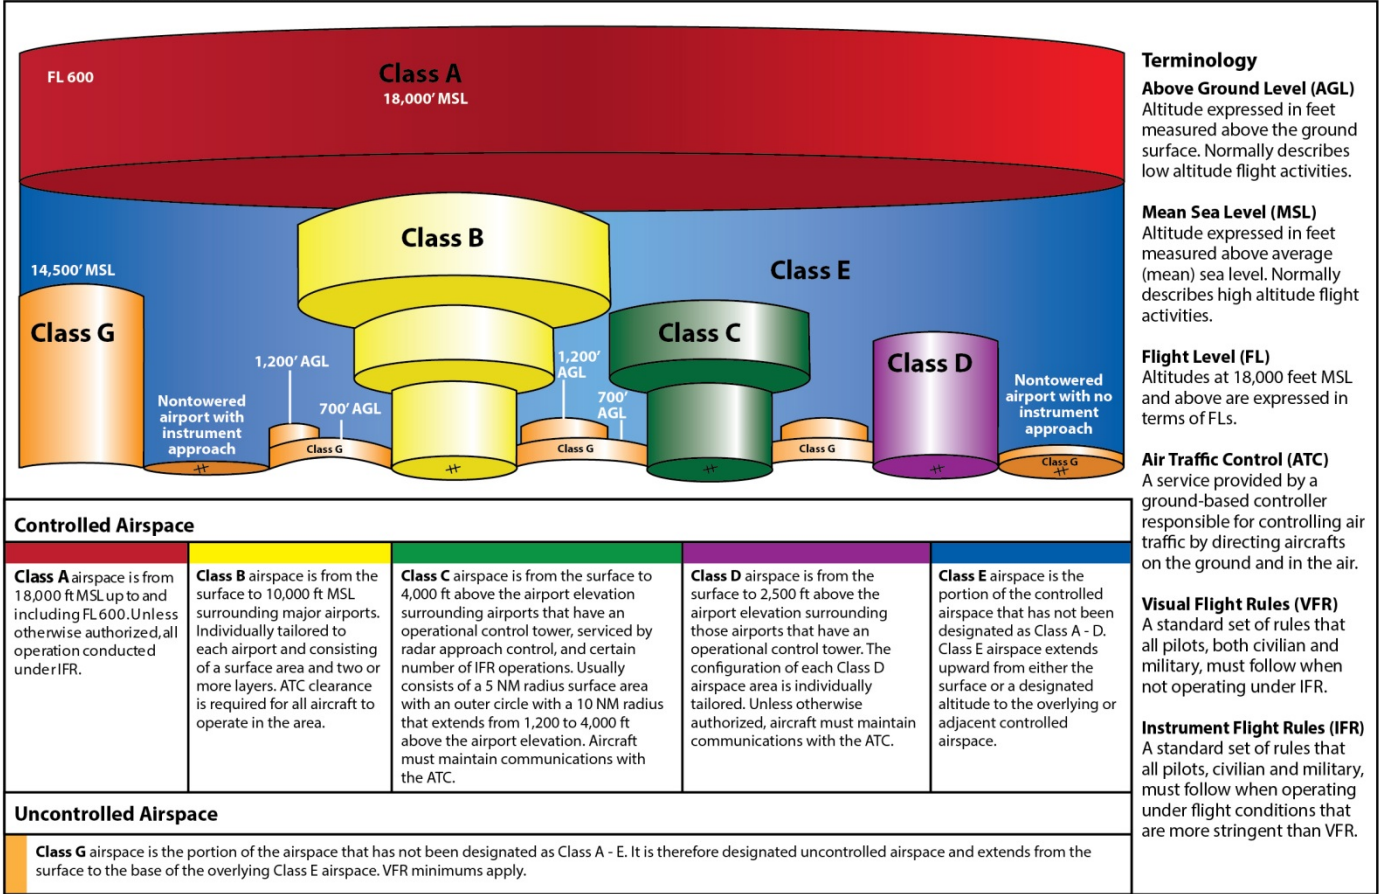 FL 600
Class A
18,000’ MSL
Class B
Class E
14,500’ MSL
Class G
Class C
Class D
1,200’ AGL
1,200’
AGL
700’ AGL
700’
AGL
Nontowered
airport with
instrument
approach
Nontowered
airport with no
instrument
approach
Class G
Class G
Class G
Class G
Terminology
Above Ground Level (AGL)
Altitude expressed in feet
measured above the ground
surface. Normally describes
low altitude flight activities.
Mean Sea Level (MSL)
Altitude expressed in feet
measured above average
(mean) sea level. Normally
describes high altitude flight
activities.
Flight Level (FL)
Altitudes at 18,000 feet MSL
and above are expressed in
terms of FLs.
Air Traffic Control (ATC)
A service provided by a
ground-based controller
responsible for controlling air
traffic by directing aircrafts
on the ground and in the air.
Visual Flight Rules (VFR)
A standard set of rules that
all pilots, both civilian and
military, must follow when
not operating under IFR.
Instrument Flight Rules (IFR)
A standard set of rules that
all pilots, civilian and military,
must follow when operating
under flight conditions that
are more stringent than VFR.
Controlled Airspace
Class A airspace is from
18,000 ft MSL up to and
including FL 600. Unless
otherwise authorized, all
operation conducted
under IFR.
Class B airspace is from the
surface to 10,000 ft MSL
surrounding major airports.
Individually tailored to
each airport and consisting
of a surface area and two or
more layers. ATC clearance
is required for all aircraft to
operate in the area.
Class C airspace is from the surface to
4,000 ft above the airport elevation
surrounding airports that have an
operational control tower, serviced by
radar approach control, and certain
number of IFR operations. Usually
consists of a 5 NM radius surface area
with an outer circle with a 10 NM radius
that extends from 1,200 to 4,000 ft
above the airport elevation. Aircraft
must maintain communications with
the ATC.
Class D airspace is from the
surface to 2,500 ft above the
airport elevation surrounding
those airports that have an
operational control tower. The
configuration of each Class D
airspace area is individually
tailored. Unless otherwise
authorized, aircraft must maintain
communications with the ATC.
Class E airspace is the
portion of the controlled
airspace that has not been
designated as Class A - D.
Class E airspace extends
upward from either the
surface or a designated
altitude to the overlying or
adjacent controlled
airspace.
Uncontrolled Airspace
Class G airspace is the portion of the airspace that has not been designated as Class A - E. It is therefore designated uncontrolled airspace and extends from the
surface to the base of the overlying Class E airspace. VFR minimums apply.